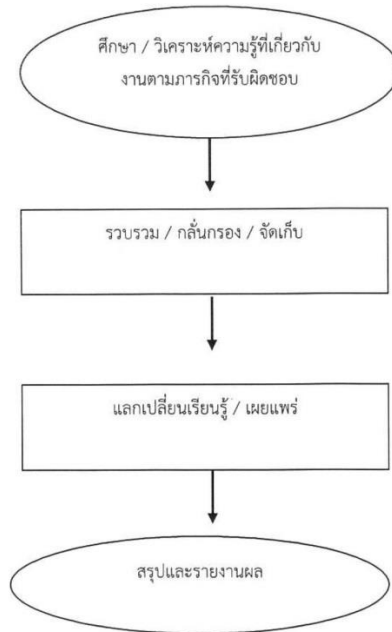 ศึกษา / วิเคราะห์ความรู้ที่เกี่ยวกับ
งานตามภารกิจที่รับผิดชอบ
รวบรวม / กลั่นกรอง / จัดเก็บ
แลกเปลี่ยนเรียนรู้ / เผยแพร่
สรุปและรายงานผล